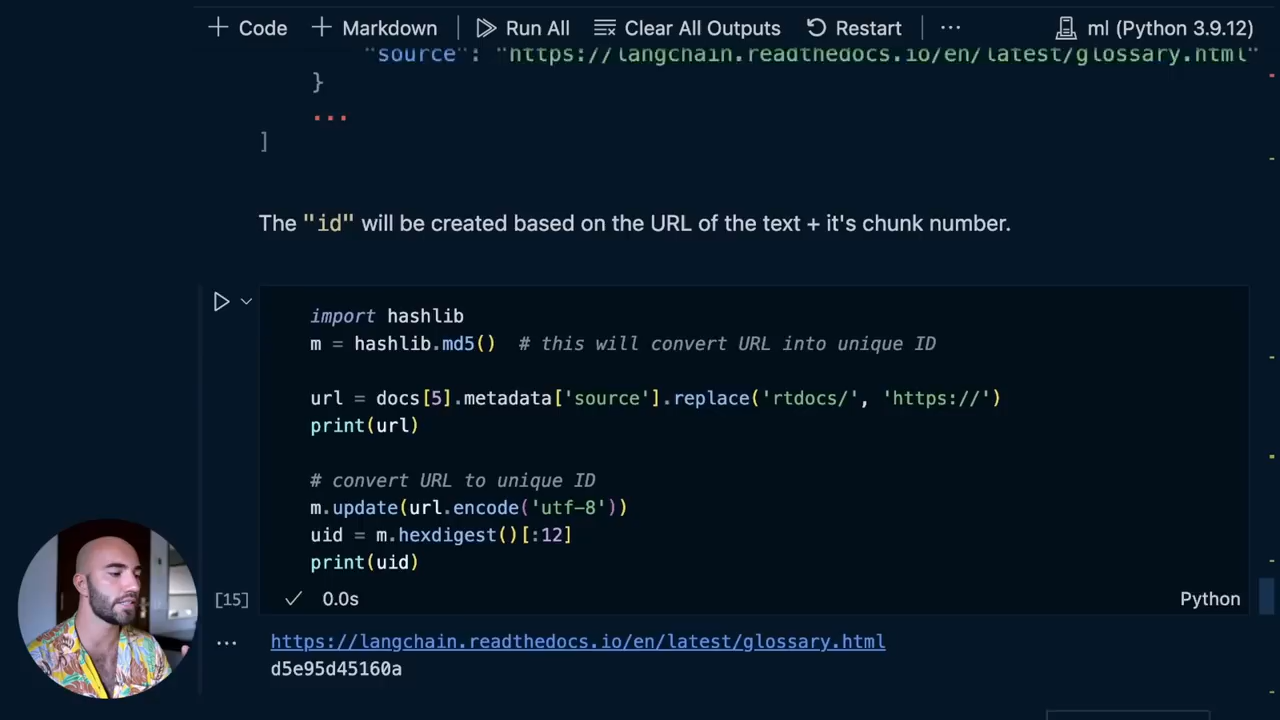 Code Markdown Run All Clear All Outputs Restart ... ml (Python 3.9.12)
"source": "https://langchain.readthedocs.io/en/latest/glossary.html"
}
...
]
The "id" will be created based on the URL of the text + it's chunk number.
import hashlib
m = hashlib.md5()  # this will convert URL into unique ID
url = docs[5].metadata['source'].replace('rtdocs/', 'https://')
print(url)
# convert URL to unique ID
m.update(url.encode('utf-8'))
uid = m.hexdigest()[:12]
print(uid)
[15] 0.0s Python
... https://langchain.readthedocs.io/en/latest/glossary.html
d5e95d45160a